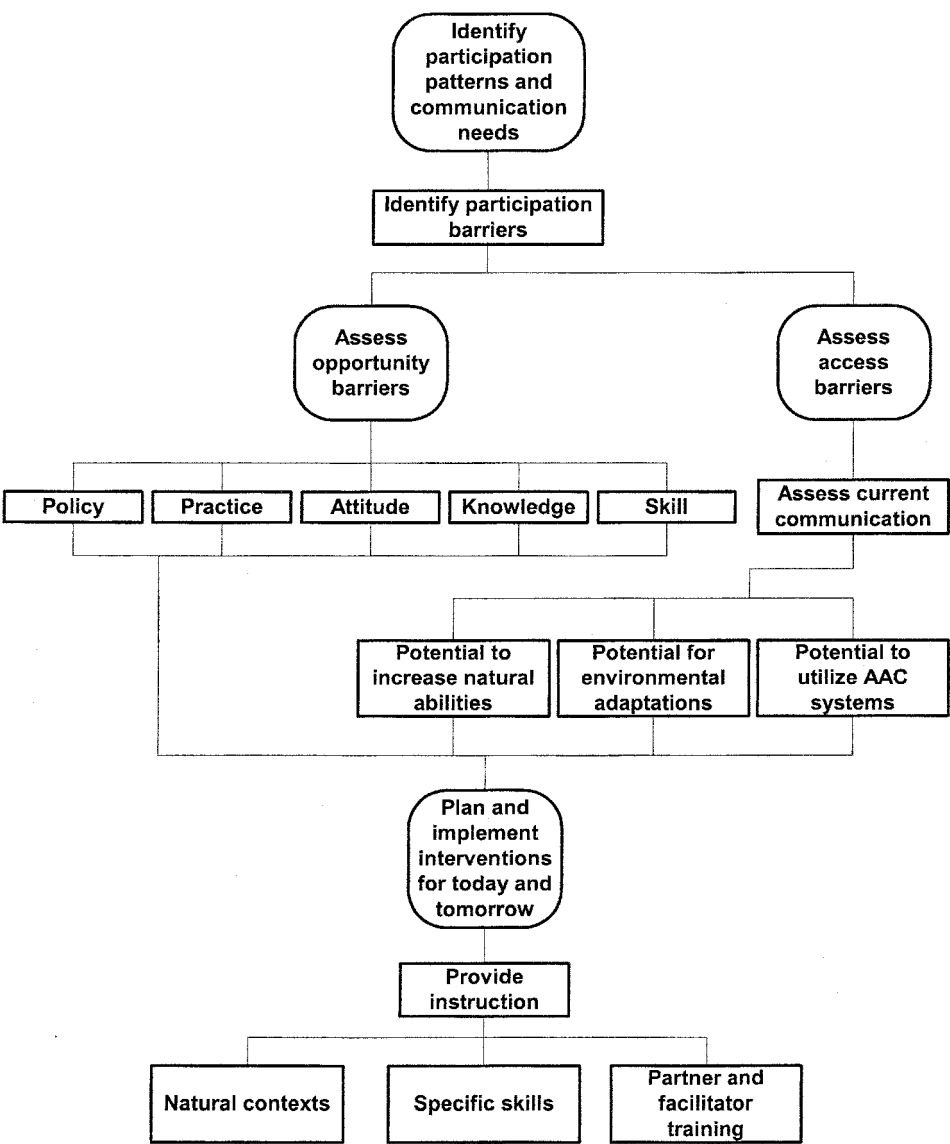 Identify
participation
patterns and
communication
needs
Identify participation
barriers
Assess
opportunity
barriers
Assess
access
barriers
Policy
Practice
Attitude
Knowledge
Skill
Assess current
communication
Potential to
increase natural
abilities
Potential for
environmental
adaptations
Potential to
utilize AAC
systems
Plan and
implement
interventions
for today and
tomorrow
Provide
instruction
Natural contexts
Specific skills
Partner and
facilitator
training